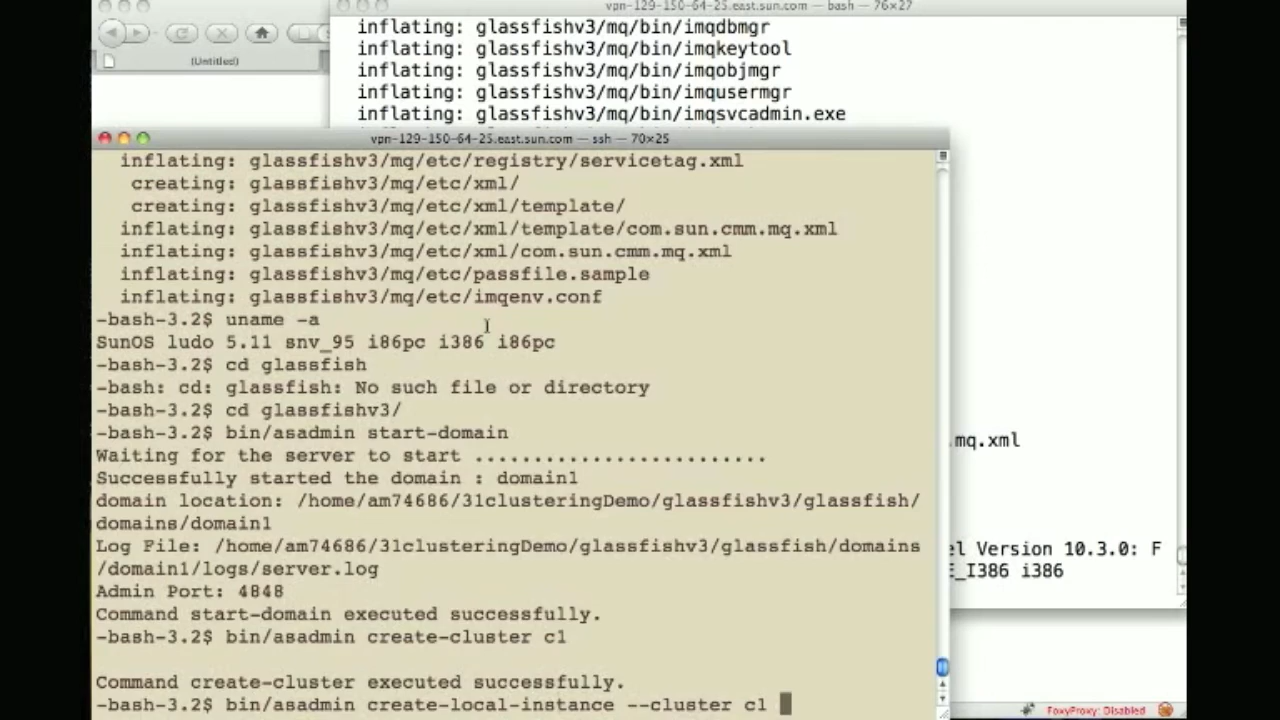 vpn-129-150-64-25.east.sun.com — bash — 76×27
(Untitled)
inflating: glassfishv3/mq/bin/imqdbmgr
inflating: glassfishv3/mq/bin/imqkeytool
inflating: glassfishv3/mq/bin/imqobjmgr
inflating: glassfishv3/mq/bin/imqusermgr
inflating: glassfishv3/mq/bin/imqsvcadmin.exe
vpn-129-150-64-25.east.sun.com — ssh — 70×25
inflating: glassfishv3/mq/etc/registry/servicetag.xml
creating: glassfishv3/mq/etc/xml/
creating: glassfishv3/mq/etc/xml/template/
inflating: glassfishv3/mq/etc/xml/template/com.sun.cmm.mq.xml
inflating: glassfishv3/mq/etc/xml/com.sun.cmm.mq.xml
inflating: glassfishv3/mq/etc/passfile.sample
inflating: glassfishv3/mq/etc/imqenv.conf
-bash-3.2$ uname -a
SunOS ludo 5.11 snv_95 i86pc i386 i86pc
-bash-3.2$ cd glassfish
-bash: cd: glassfish: No such file or directory
-bash-3.2$ cd glassfishv3/
-bash-3.2$ bin/asadmin start-domain
Waiting for the server to start .........................
Successfully started the domain : domain1
domain location: /home/am74686/31clusteringDemo/glassfishv3/glassfish/
domains/domain1
Log File: /home/am74686/31clusteringDemo/glassfishv3/glassfish/domains
/domain1/logs/server.log
Admin Port: 4848
Command start-domain executed successfully.
-bash-3.2$ bin/asadmin create-cluster c1
Command create-cluster executed successfully.
-bash-3.2$ bin/asadmin create-local-instance --cluster c1
.mq.xml
el Version 10.3.0: F
E_I386 i386
FoxyProxy: Disabled